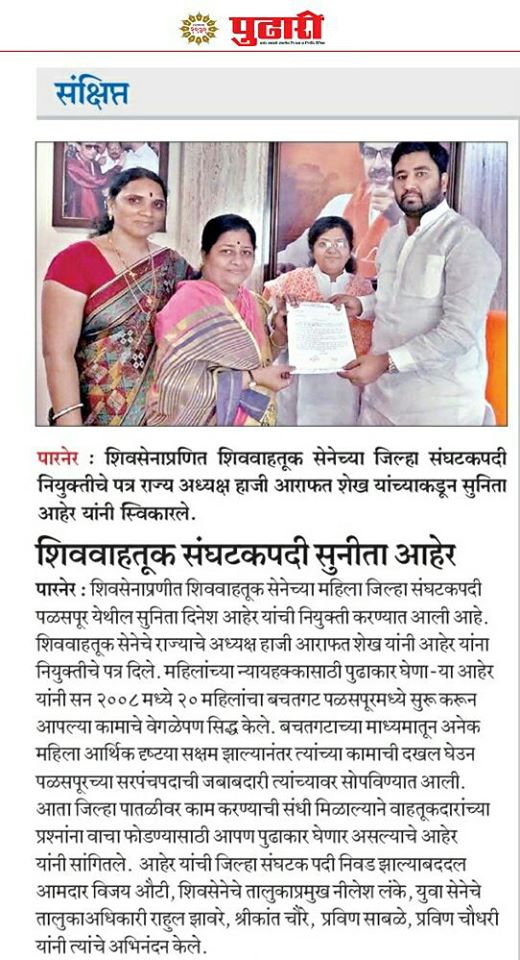 पुढारी
संक्षिप्त
पारनेर : शिवसेनाप्रणित शिववाहतूक सेनेच्या जिल्हा संघटकपदी
नियुक्तीचे पत्र राज्य अध्यक्ष हाजी आराफत शेख यांच्याकडून सुनिता
आहेर यांनी स्विकारले.
शिववाहतूक संघटकपदी सुनीता आहेर
पारनेर : शिवसेनाप्रणीत शिववाहतूक सेनेच्या महिला जिल्हा संघटकपदी
पळसपूर येथील सुनिता दिनेश आहेर यांची नियुक्ती करण्यात आली आहे.
शिववाहतूक सेनेचे राज्याचे अध्यक्ष हाजी आराफत शेख यांनी आहेर यांना
नियुक्तीचे पत्र दिले. महिलांच्या न्यायहक्कासाठी पुढाकार घेणा-या आहेर
यांनी सन २००८ मध्ये २० महिलांचा बचतगट पळसपूरमध्ये सुरू करून
आपल्या कामाचे वेगळेपण सिद्ध केले. बचतगटाच्या माध्यमातून अनेक
महिला आर्थिक दृष्टया सक्षम झाल्यानंतर त्यांच्या कामाची दखल घेउन
पळसपूरच्या सरपंचपदाची जबाबदारी त्यांच्यावर सोपविण्यात आली.
आता जिल्हा पातळीवर काम करण्याची संधी मिळाल्याने वाहतूकदारांच्या
प्रश्नांना वाचा फोडण्यासाठी आपण पुढाकार घेणार असल्याचे आहेर
यांनी सांगितले. आहेर यांची जिल्हा संघटक पदी निवड झाल्याबददल
आमदार विजय औटी, शिवसेनेचे तालुकाप्रमुख नीलेश लंके, युवा सेनेचे
तालुकाअधिकारी राहुल झावरे, श्रीकांत चौरे, प्रविण साबळे, प्रविण चौधरी
यांनी त्यांचे अभिनंदन केले.